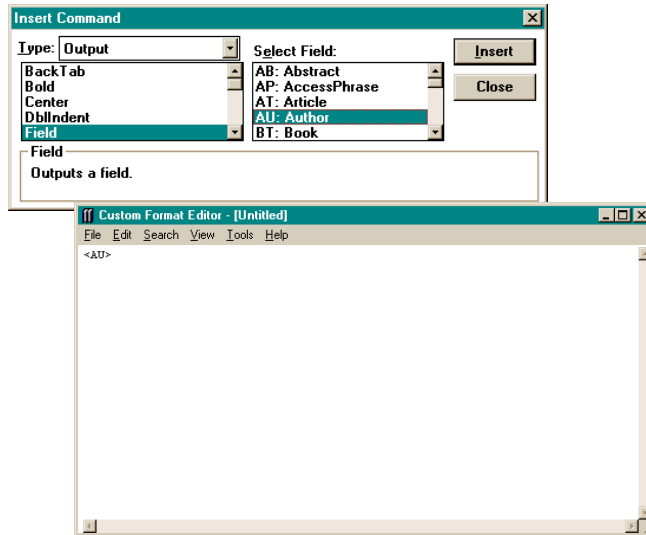 Insert Command
Type: Output
Select Field:
Insert
BackTab
Bold
Center
DblIndent
Field
AB: Abstract
AP: AccessPhrase
AT: Article
AU: Author
BT: Book
Close
Field
Outputs a field.
Custom Format Editor - [Untitled]
File Edit Search View Tools Help
<AU>